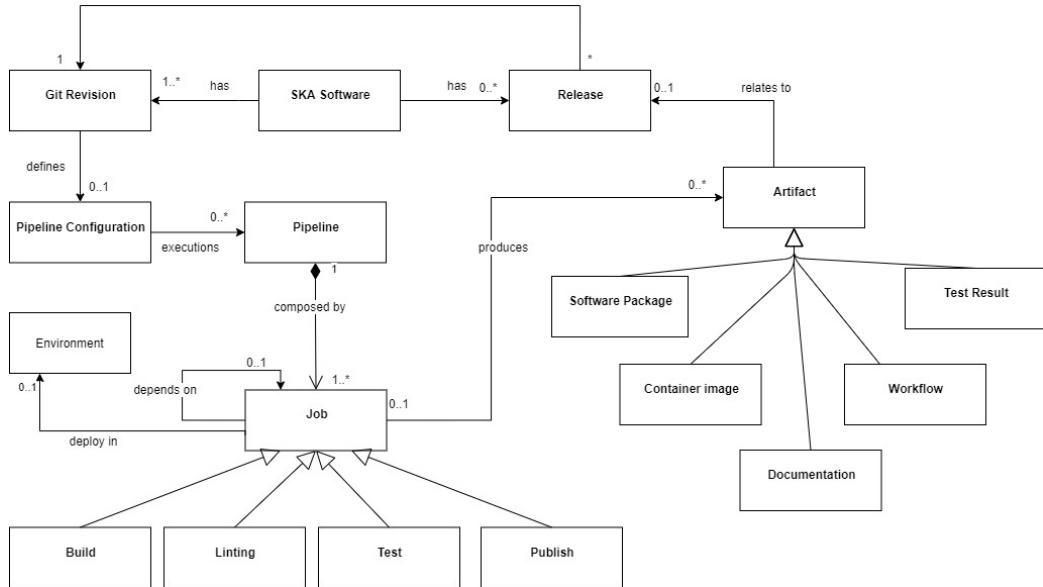 1
*
Git Revision
1..*
has
SKA Software
has
0..*
Release
0..1
relates to
defines
0..1
0..*
Artifact
Pipeline Configuration
0..*
executions
Pipeline
1
produces
composed by
Software Package
Test Result
Environment
0..1
0..1
depends on
1..*
0..1
Job
deploy in
Container image
Workflow
Documentation
Build
Linting
Test
Publish